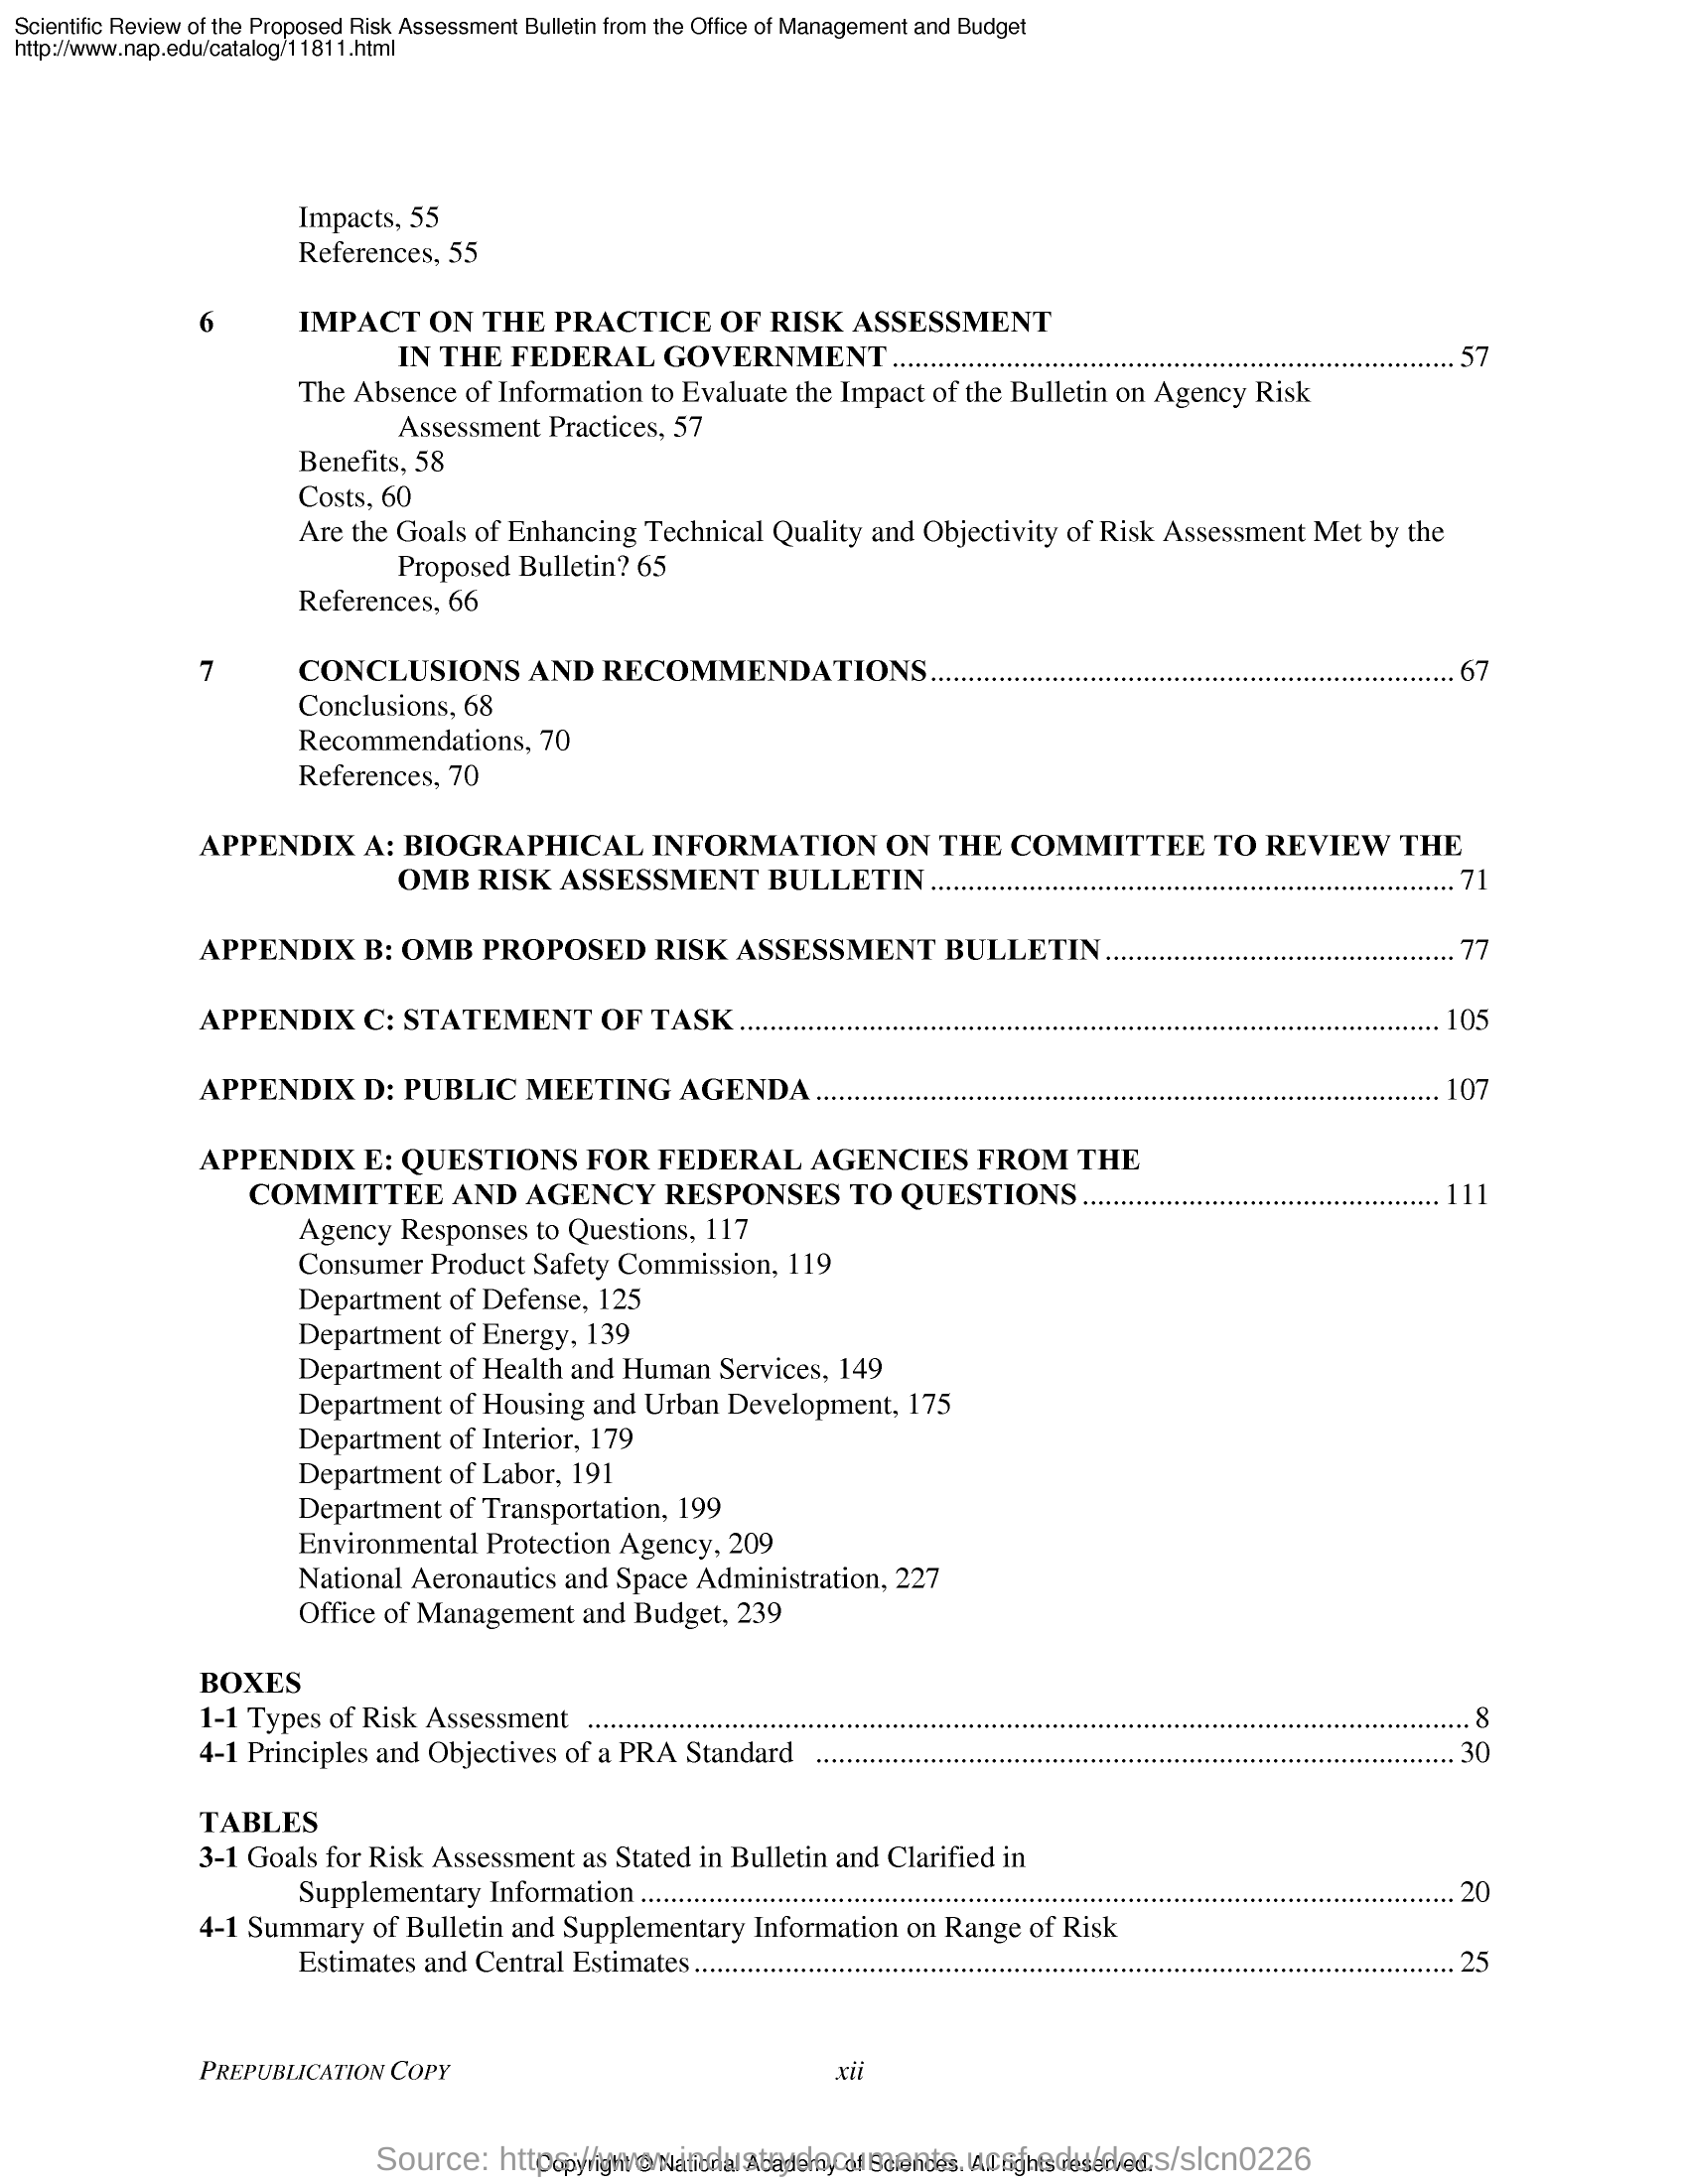 Scientific Review of the Proposed Risk Assessment Bulletin from the Office of Management and Budget
http://www.nap.edu/catalog/11811.html
Impacts, 55
References, 55
6 IMPACT ON THE PRACTICE OF RISK ASSESSMENT
IN THE FEDERAL GOVERNMENT ........ 57
The Absence of Information to Evaluate the Impact of the Bulletin on Agency Risk
Assessment Practices, 57
Benefits, 58
Costs, 60
Are the Goals of Enhancing Technical Quality and Objectivity of Risk Assessment Met by the
Proposed Bulletin? 65
References, 66
7 CONCLUSIONS AND RECOMMENDATIONS ........ 67
Conclusions, 68
Recommendations, 70
References, 70
APPENDIX A: BIOGRAPHICAL INFORMATION ON THE COMMITTEE TO REVIEW THE
OMB RISK ASSESSMENT BULLETIN ........ 71
APPENDIX B: OMB PROPOSED RISK ASSESSMENT BULLETIN ........ 77
APPENDIX C: STATEMENT OF TASK ........ 105
APPENDIX D: PUBLIC MEETING AGENDA ........ 107
APPENDIX E: QUESTIONS FOR FEDERAL AGENCIES FROM THE
COMMITTEE AND AGENCY RESPONSES TO QUESTIONS ........ 111
Agency Responses to Questions, 117
Consumer Product Safety Commission, 119
Department of Defense, 125
Department of Energy, 139
Department of Health and Human Services, 149
Department of Housing and Urban Development, 175
Department of Interior, 179
Department of Labor, 191
Department of Transportation, 199
Environmental Protection Agency, 209
National Aeronautics and Space Administration, 227
Office of Management and Budget, 239
BOXES
1-1 Types of Risk Assessment ........ 8
4-1 Principles and Objectives of a PRA Standard ........ 30
TABLES
3-1 Goals for Risk Assessment as Stated in Bulletin and Clarified in
Supplementary Information ........ 20
4-1 Summary of Bulletin and Supplementary Information on Range of Risk
Estimates and Central Estimates ........ 25
PREPUBLICATION COPY xii
Source: https://www.industrydocuments.ucsf.edu/docs/slcn0226
Copyright © National Academy of Sciences. All rights reserved.